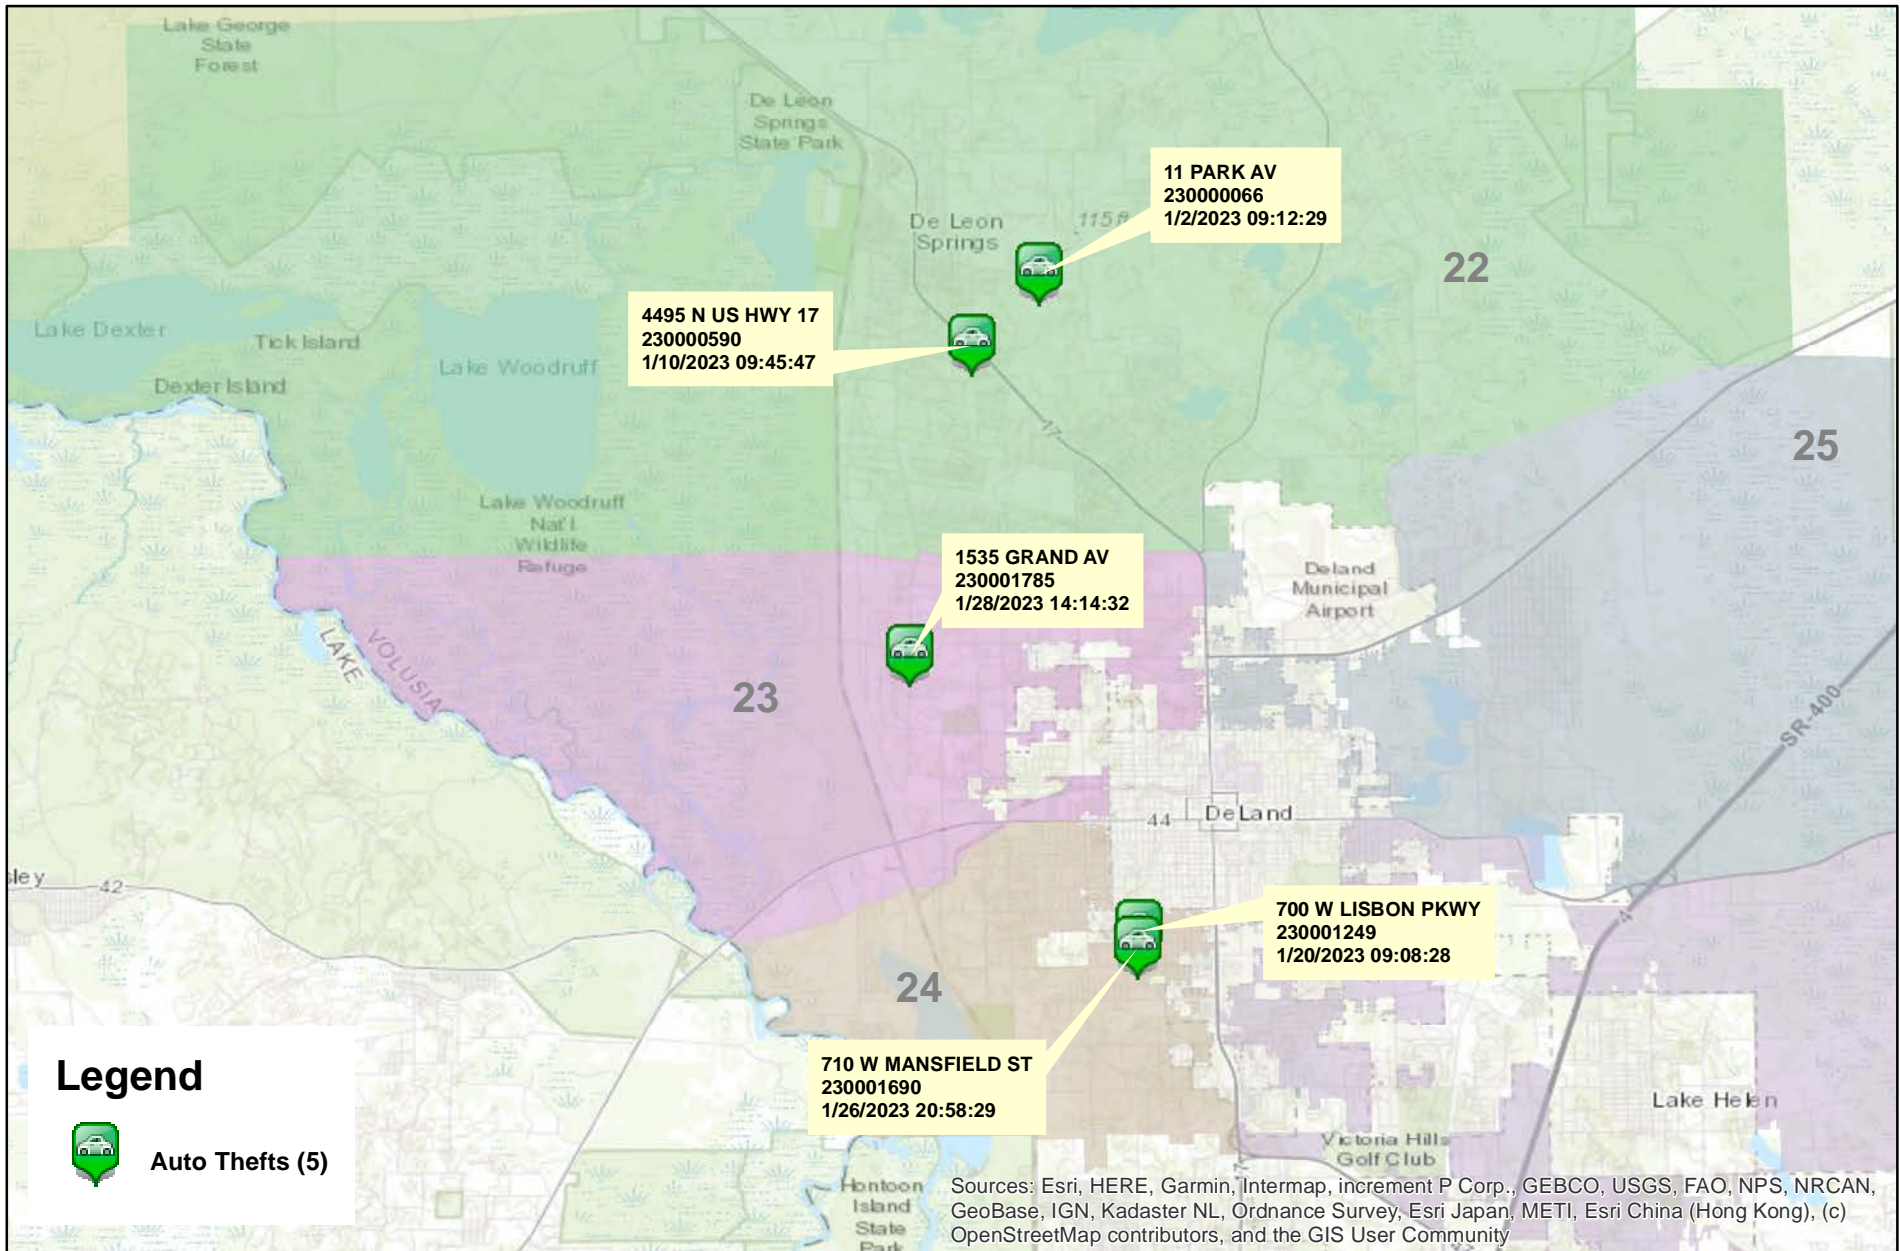 Lake George
State
Forest
De Leon
Springs
State Park
11 PARK AV
230000066
1/2/2023 09:12:29
De Leon
Springs
115 ft
22
4495 N US HWY 17
230000590
1/10/2023 09:45:47
Lake Dexter
Tick Island
Lake Woodruff
Dexter Island
17
25
Lake Woodruff
Nat'l
Wildlife
Refuge
1535 GRAND AV
230001785
1/28/2023 14:14:32
Deland
Municipal
Airport
LAKE
VOLUSIA
23
SR-400
44
DeLand
sley
42
4
700 W LISBON PKWY
230001249
1/20/2023 09:08:28
24
710 W MANSFIELD ST
230001690
1/26/2023 20:58:29
Legend
Auto Thefts (5)
Lake Helen
Victoria Hills
Golf Club
Hontoon
Island
State
Park
Sources: Esri, HERE, Garmin, Intermap, increment P Corp., GEBCO, USGS, FAO, NPS, NRCAN,
GeoBase, IGN, Kadaster NL, Ordnance Survey, Esri Japan, METI, Esri China (Hong Kong), (c)
OpenStreetMap contributors, and the GIS User Community